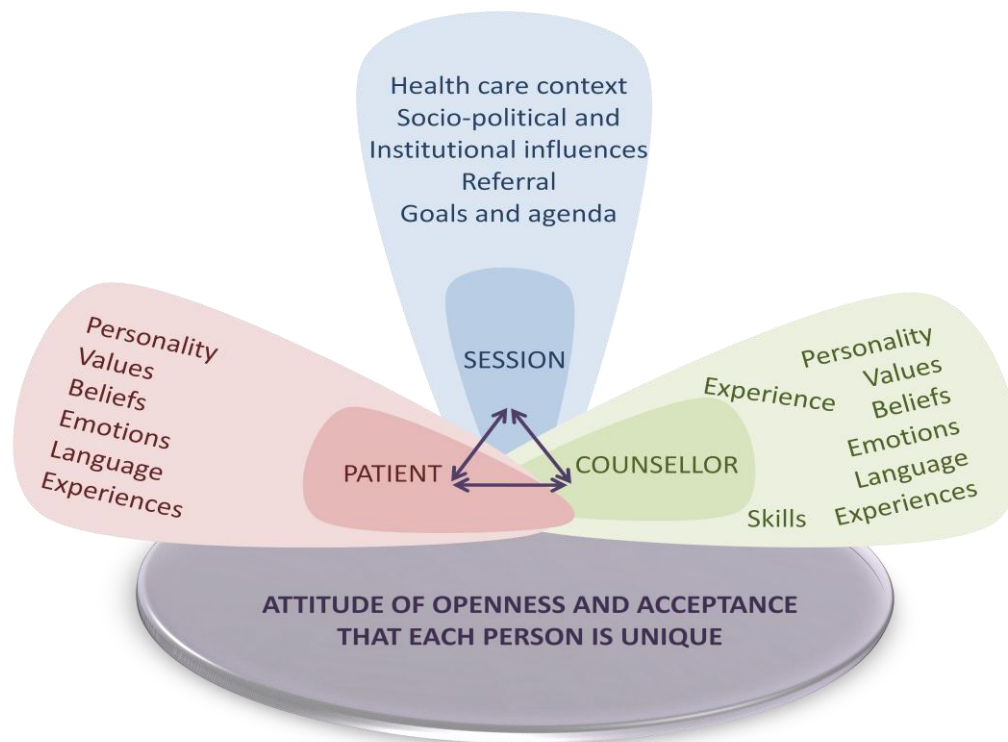 Health care context
Socio-political and
Institutional influences
Referral
Goals and agenda
SESSION
Personality
Values
Beliefs
Emotions
Language
Experiences
PATIENT
COUNSELLOR
Experience
Skills
Personality
Values
Beliefs
Emotions
Language
Experiences
ATTITUDE OF OPENNESS AND ACCEPTANCE
THAT EACH PERSON IS UNIQUE